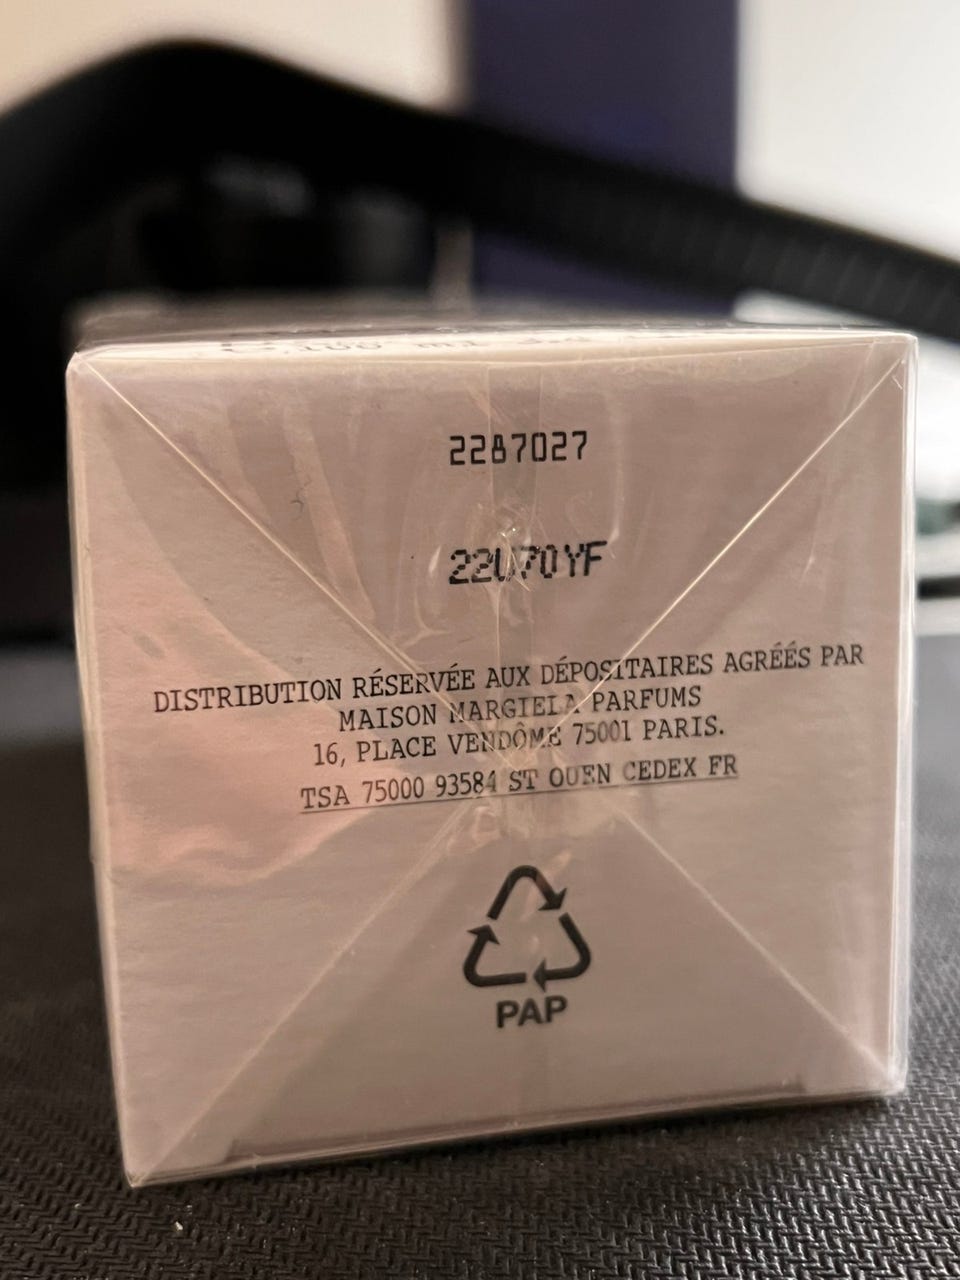 2287027
22U70YF
DISTRIBUTION RÉSERVÉE AUX DÉPOSITAIRES AGRÉÉS PAR
MAISON MARGIELA PARFUMS
16, PLACE VENDÔME 75001 PARIS.
TSA 75000 93584 ST OUEN CEDEX FR
PAP